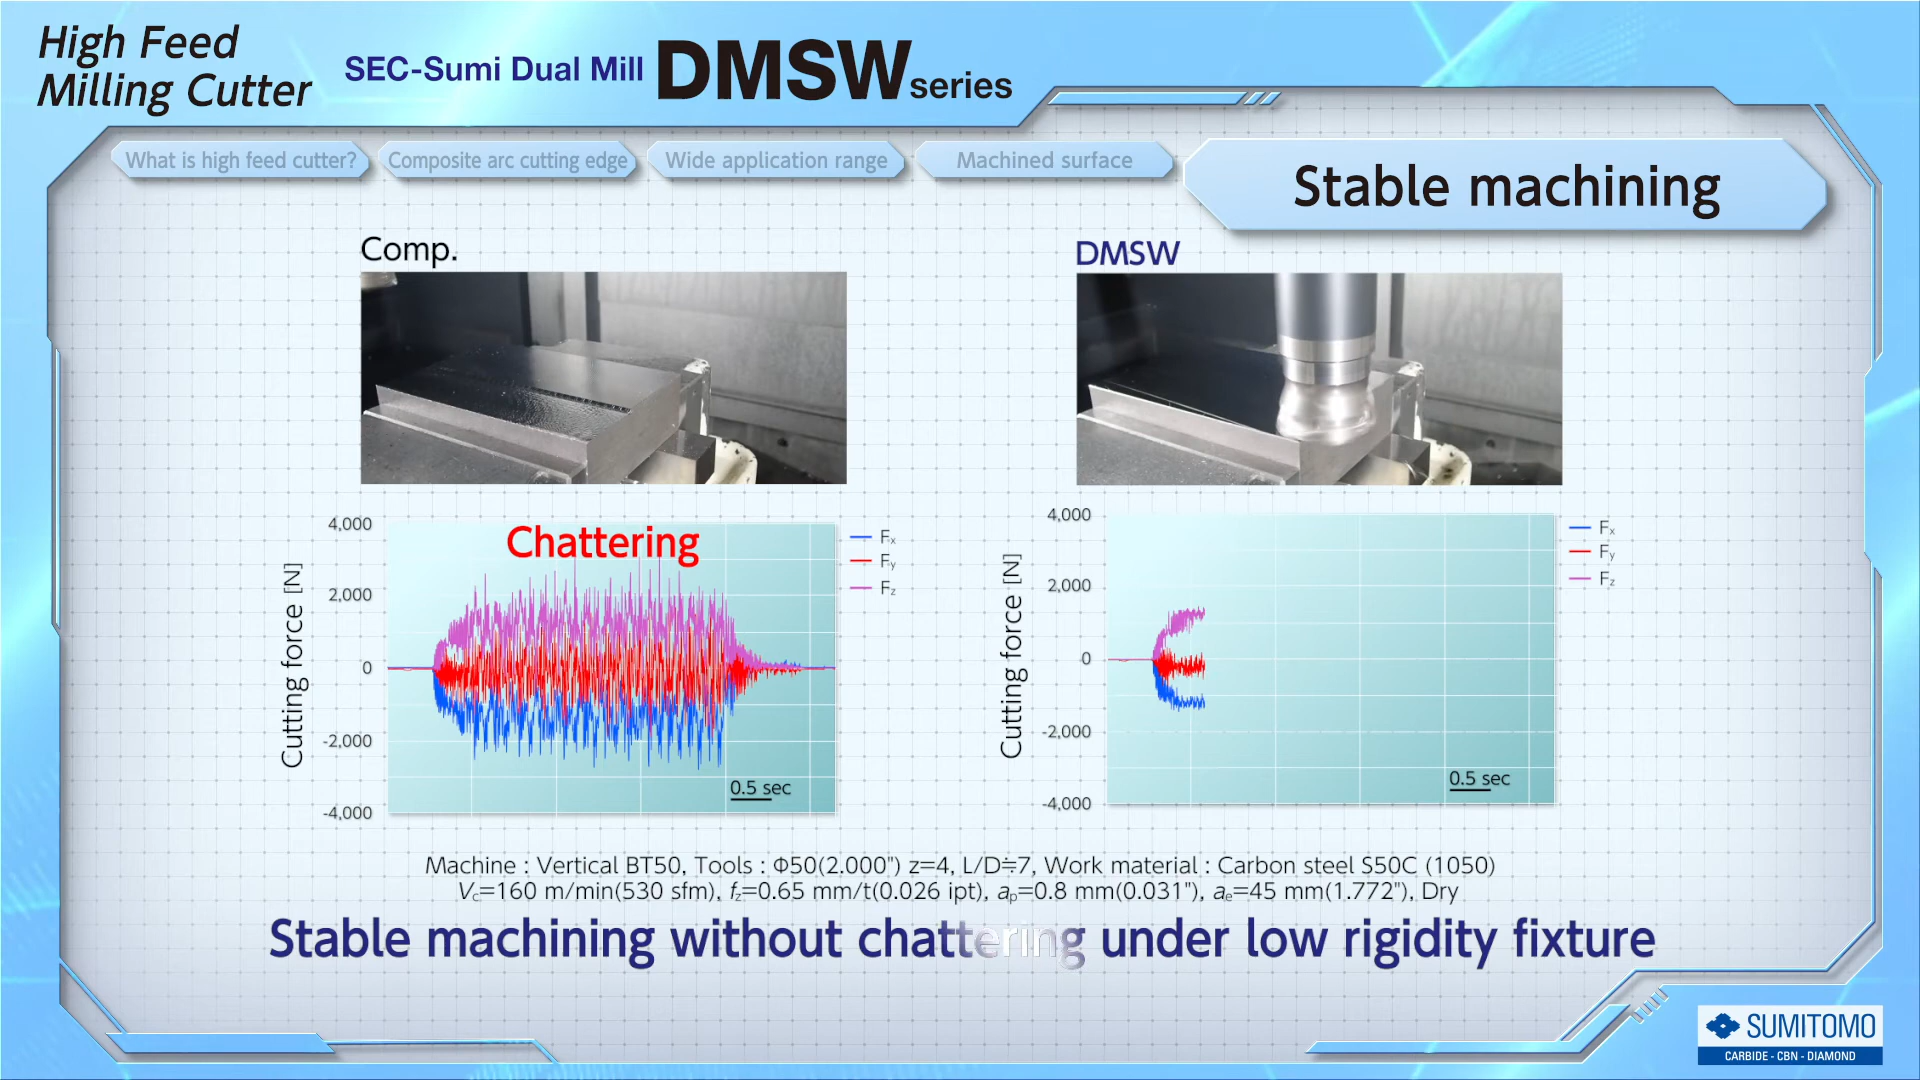 High Feed
Milling Cutter
SEC-Sumi Dual Mill DMSW series
What is high feed cutter?
Composite arc cutting edge
Wide application range
Machined surface
Stable machining
Comp.
DMSW
Chattering
Cutting force [N]
4,000
2,000
0
-2,000
-4,000
Fx
Fy
Fz
0.5 sec
Cutting force [N]
4,000
2,000
0
-2,000
-4,000
Fx
Fy
Fz
0.5 sec
Machine : Vertical BT50, Tools : Φ50(2.000") z=4, L/D≒7, Work material : Carbon steel S50C (1050)
Vc=160 m/min(530 sfm), fz=0.65 mm/t(0.026 ipt), ap=0.8 mm(0.031"), ae=45 mm(1.772"), Dry
Stable machining without chattering under low rigidity fixture
SUMITOMO
CARBIDE - CBN - DIAMOND